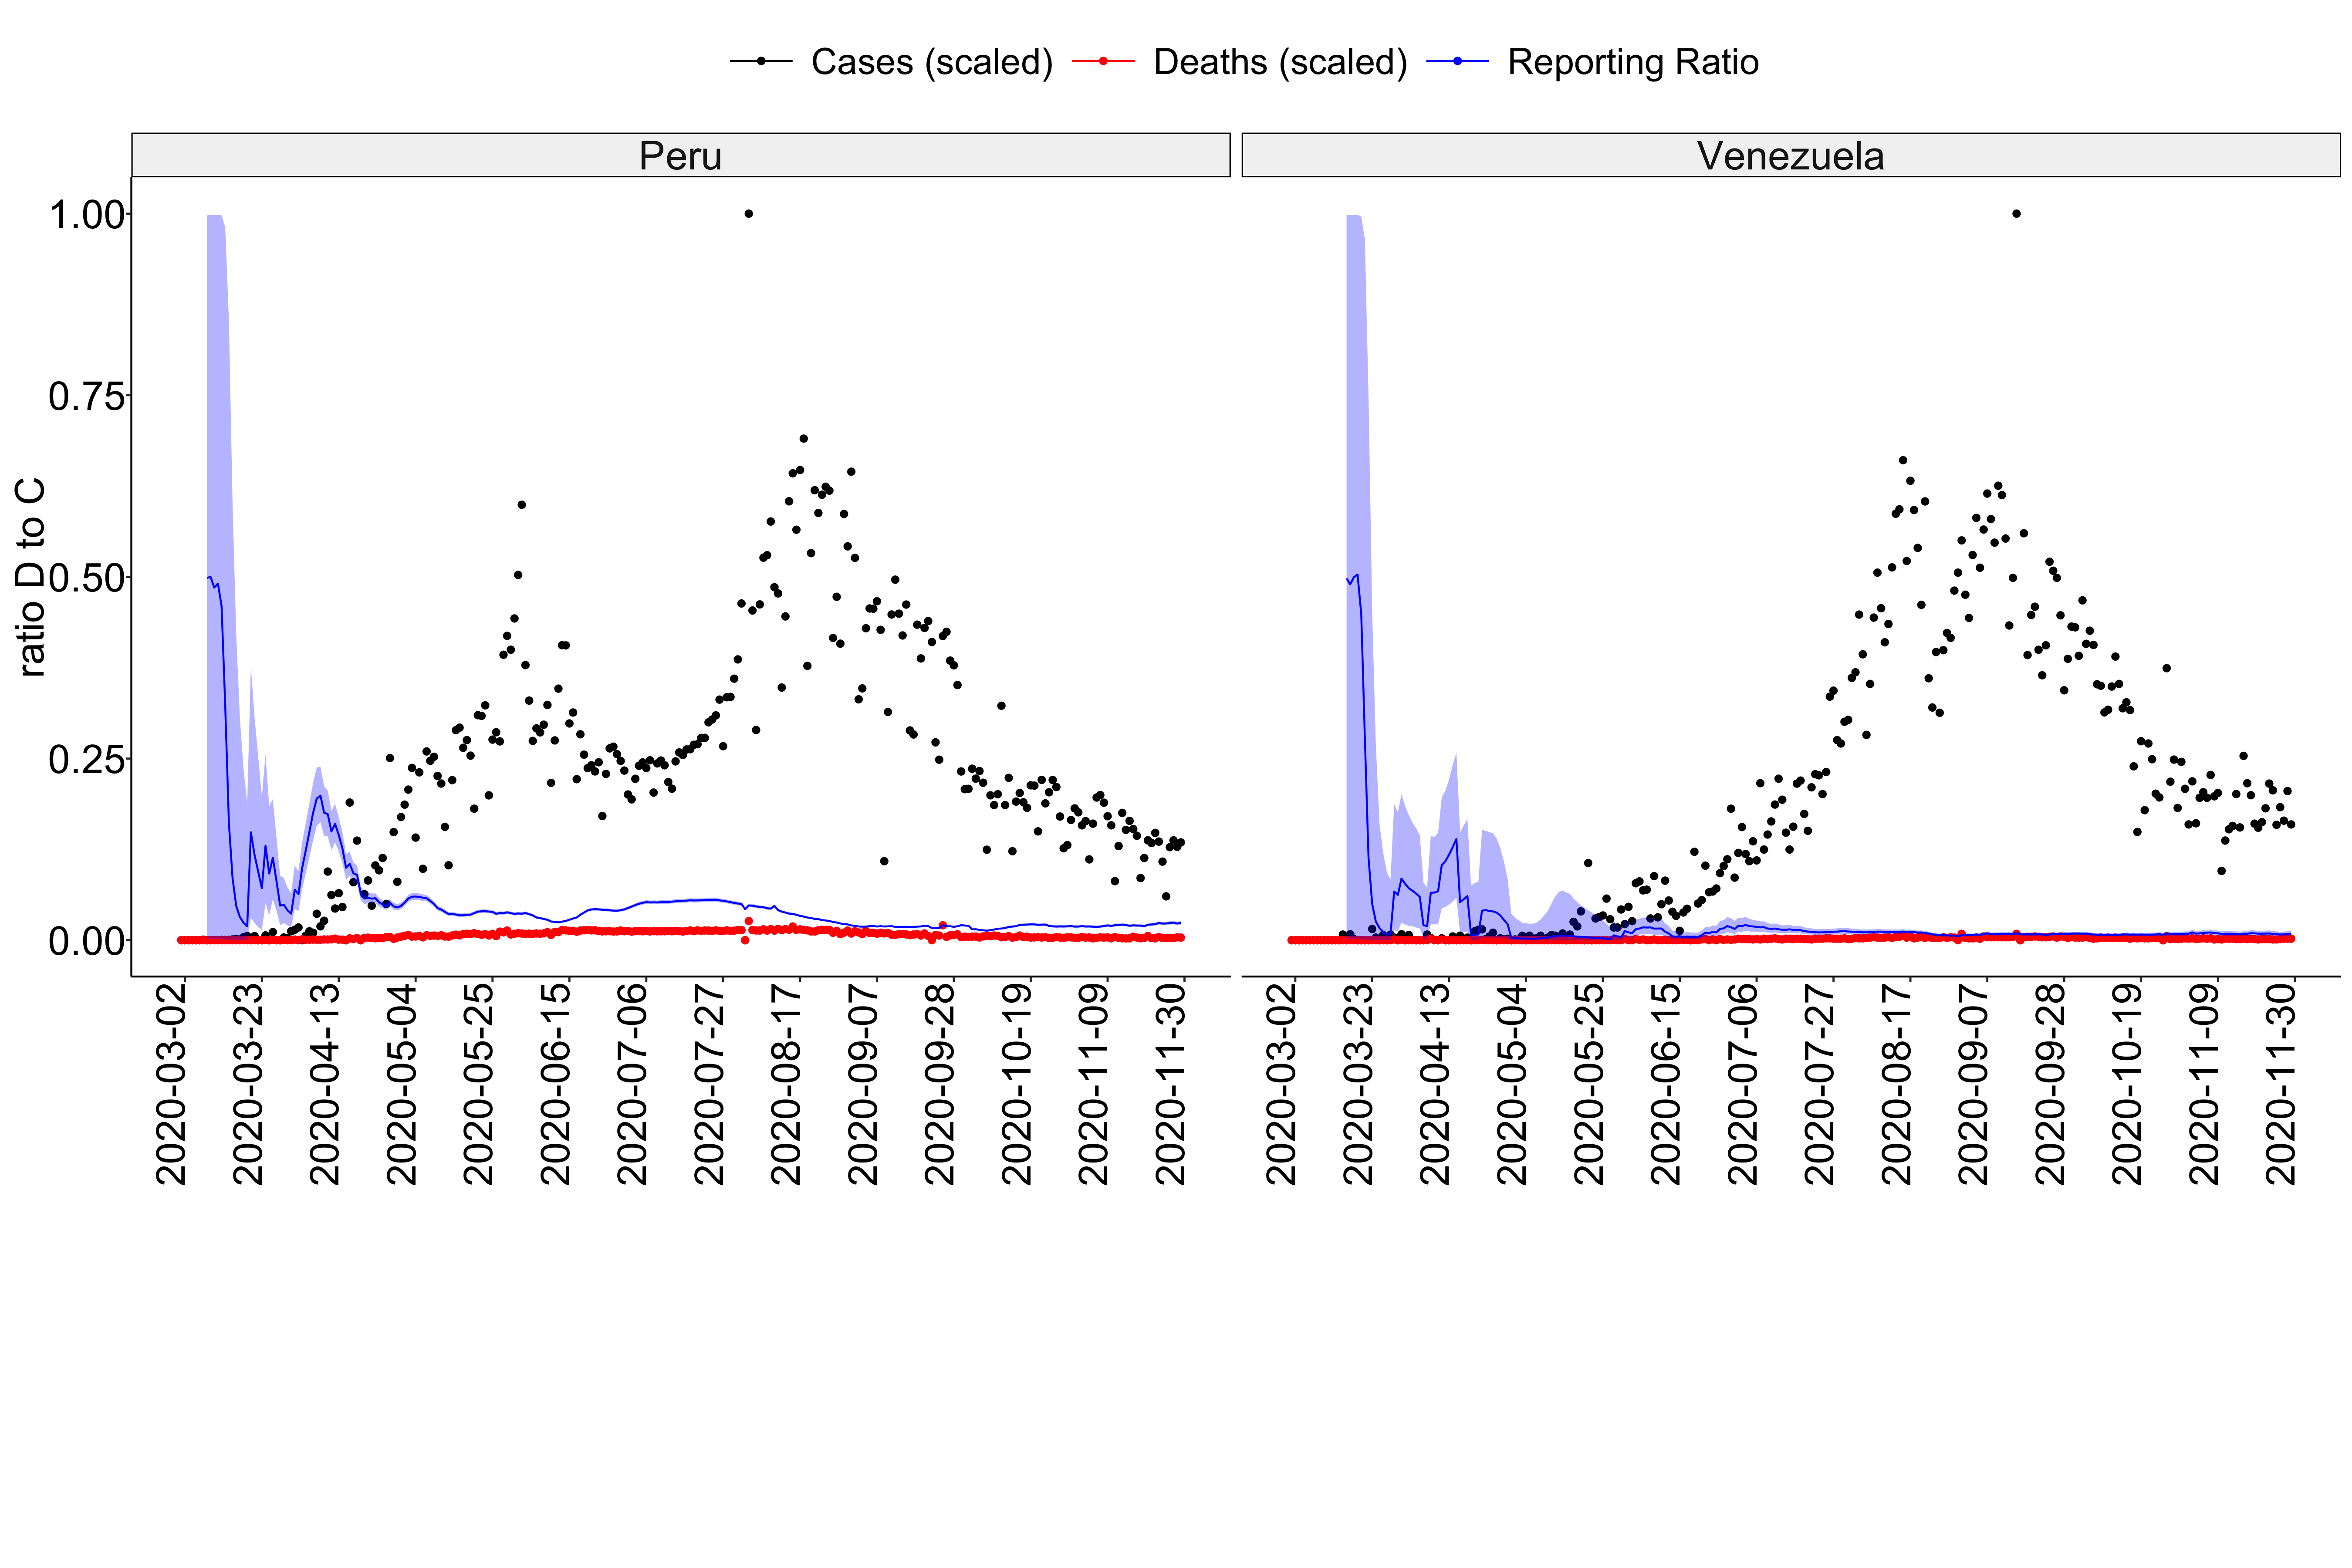 Cases (scaled) Deaths (scaled) Reporting Ratio
Peru Venezuela
ratio D to C
1.00
0.75
0.50
0.25
0.00
2020-03-02 2020-03-23 2020-04-13 2020-05-04 2020-05-25 2020-06-15 2020-07-06 2020-07-27 2020-08-17 2020-09-07 2020-09-28 2020-10-19 2020-11-09 2020-11-30 2020-03-02 2020-03-23 2020-04-13 2020-05-04 2020-05-25 2020-06-15 2020-07-06 2020-07-27 2020-08-17 2020-09-07 2020-09-28 2020-10-19 2020-11-09 2020-11-30